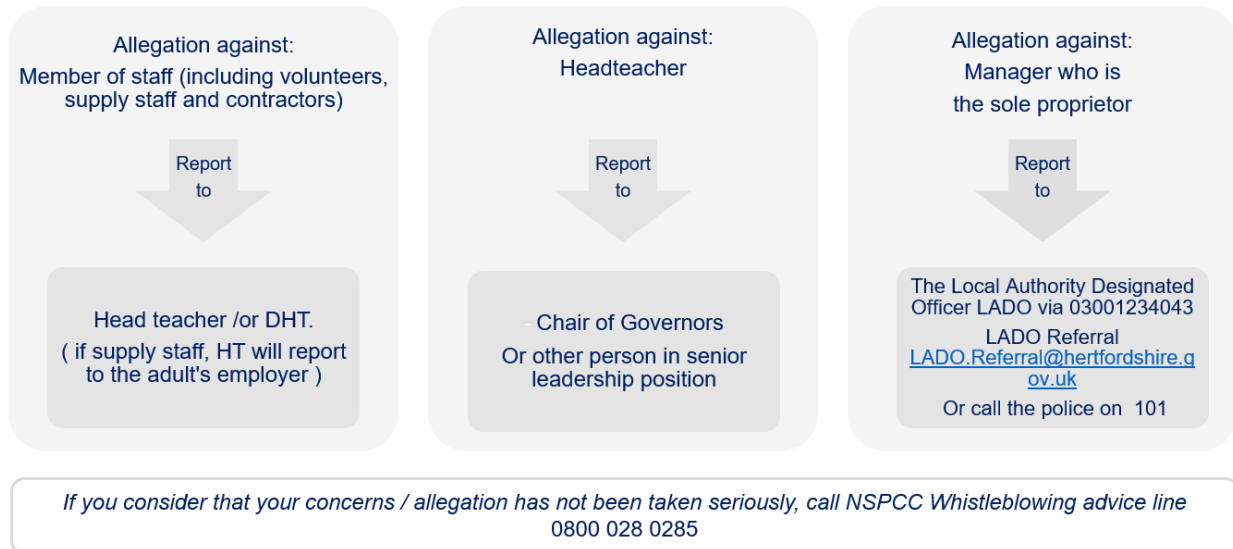 Allegation against:
Member of staff (including volunteers,
supply staff and contractors)
Report
to
Head teacher /or DHT.
( if supply staff, HT will report
to the adult's employer )
Allegation against:
Headteacher
Report
to
- Chair of Governors
Or other person in senior
leadership position
Allegation against:
Manager who is
the sole proprietor
Report
to
The Local Authority Designated
Officer LADO via 03001234043
LADO Referral
LADO.Referral@hertfordshire.g
ov.uk
Or call the police on 101
If you consider that your concerns / allegation has not been taken seriously, call NSPCC Whistleblowing advice line
0800 028 0285